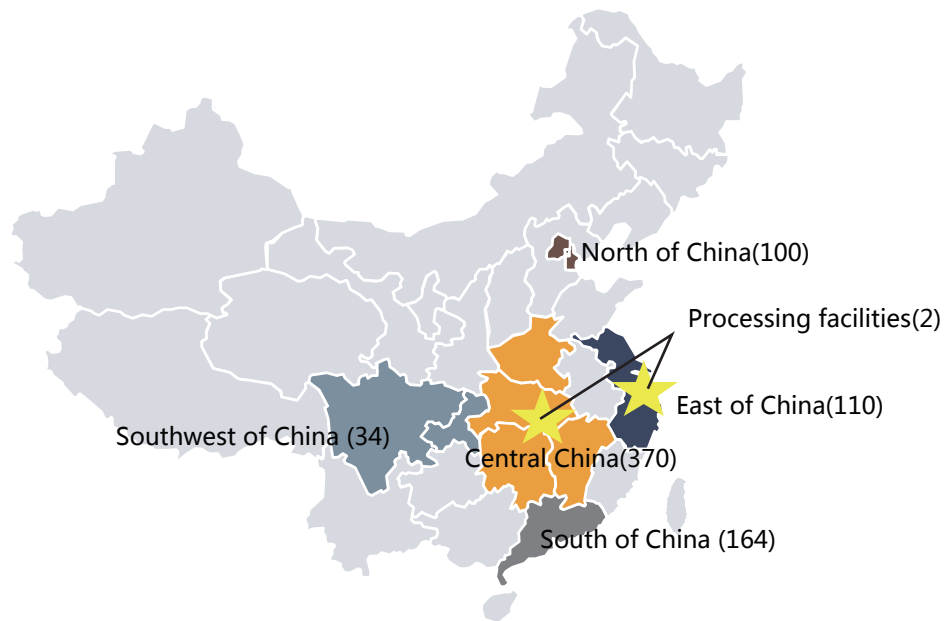 North of China(100)
Processing facilities(2)
East of China(110)
Southwest of China (34)
Central China(370)
South of China (164)